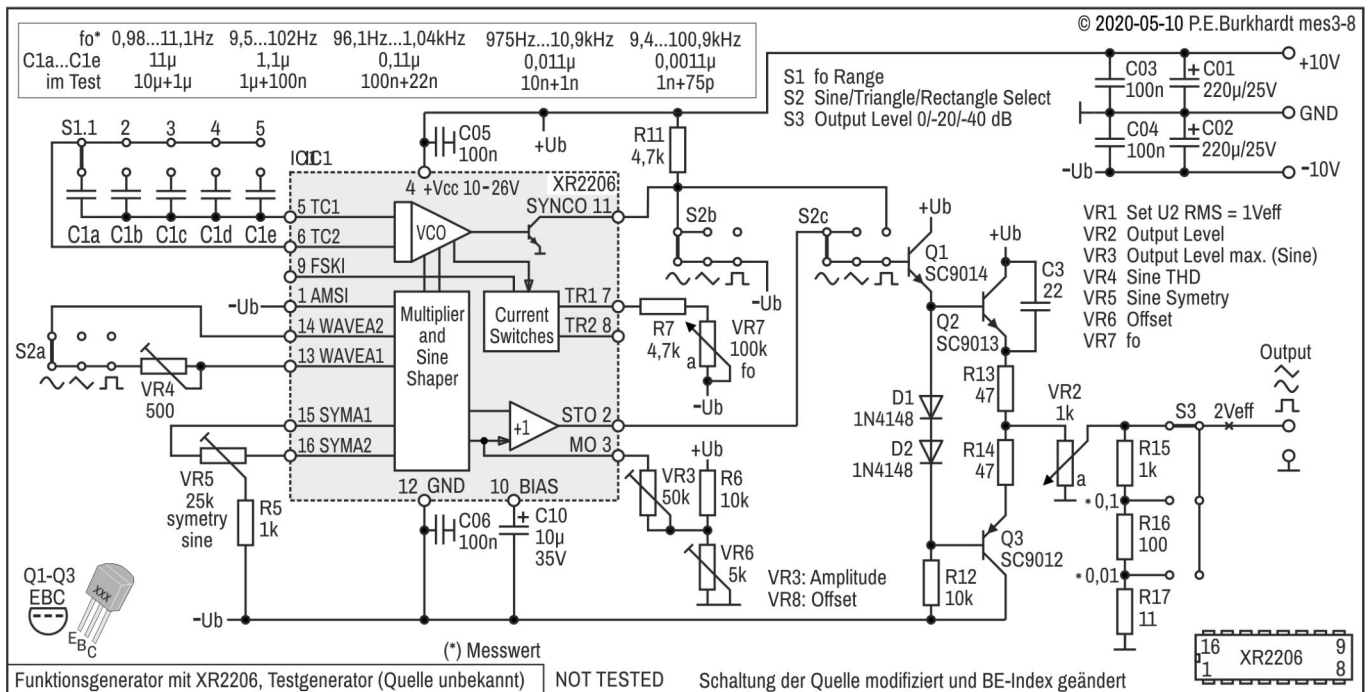 © 2020-05-10 P.E.Burkhardt mes3-8
fo* 0,98...11,1Hz 9,5...102Hz 96,1Hz...1,04kHz 975Hz...10,9kHz 9,4...100,9kHz
C1a...C1e 11µ 1,1µ 0,11µ 0,011µ 0,0011µ
im Test 10µ+1µ 1µ+100n 100n+22n 10n+1n 1n+75p
S1 fo Range
S2 Sine/Triangle/Rectangle Select
S3 Output Level 0/-20/-40 dB
C03
100n
+ C01
220µ/25V
+10V
GND
C04
100n
+ C02
220µ/25V
-Ub
-10V
S1.1 2 3 4 5
C1a C1b C1c C1d C1e
C05
100n
+Ub
R11
4,7k
IC1
XR2206
4 +Vcc 10-26V
SYNCO 11
5 TC1
6 TC2
VCO
9 FSKI
1 AMSI
-Ub
14 WAVEA2
13 WAVEA1
15 SYMA1
16 SYMA2
Multiplier
and
Sine
Shaper
Current
Switches
TR1 7
TR2 8
+1
STO 2
MO 3
12 GND
10 BIAS
S2a
VR4
500
VR5
25k
symetry
sine
R5
1k
C06
100n
+ C10
10µ
35V
S2b
-Ub
R7
4,7k
VR7
100k
fo
a
-Ub
S2c
+Ub
VR3
50k
R6
10k
VR6
5k
VR3: Amplitude
VR8: Offset
+Ub
Q1
SC9014
+Ub
C3
22
Q2
SC9013
R13
47
D1
1N4148
D2
1N4148
R14
47
Q3
SC9012
R12
10k
VR1 Set U2 RMS = 1Veff
VR2 Output Level
VR3 Output Level max. (Sine)
VR4 Sine THD
VR5 Sine Symetry
VR6 Offset
VR7 fo
VR2
1k
a
R15
1k
*0,1
R16
100
*0,01
R17
11
S3
2Veff
Output
Q1-Q3
EBC
XXX
E B C
-Ub
(*) Messwert
16 9
XR2206
1 8
Funktionsgenerator mit XR2206, Testgenerator (Quelle unbekannt)
NOT TESTED
Schaltung der Quelle modifiziert und BE-Index geändert